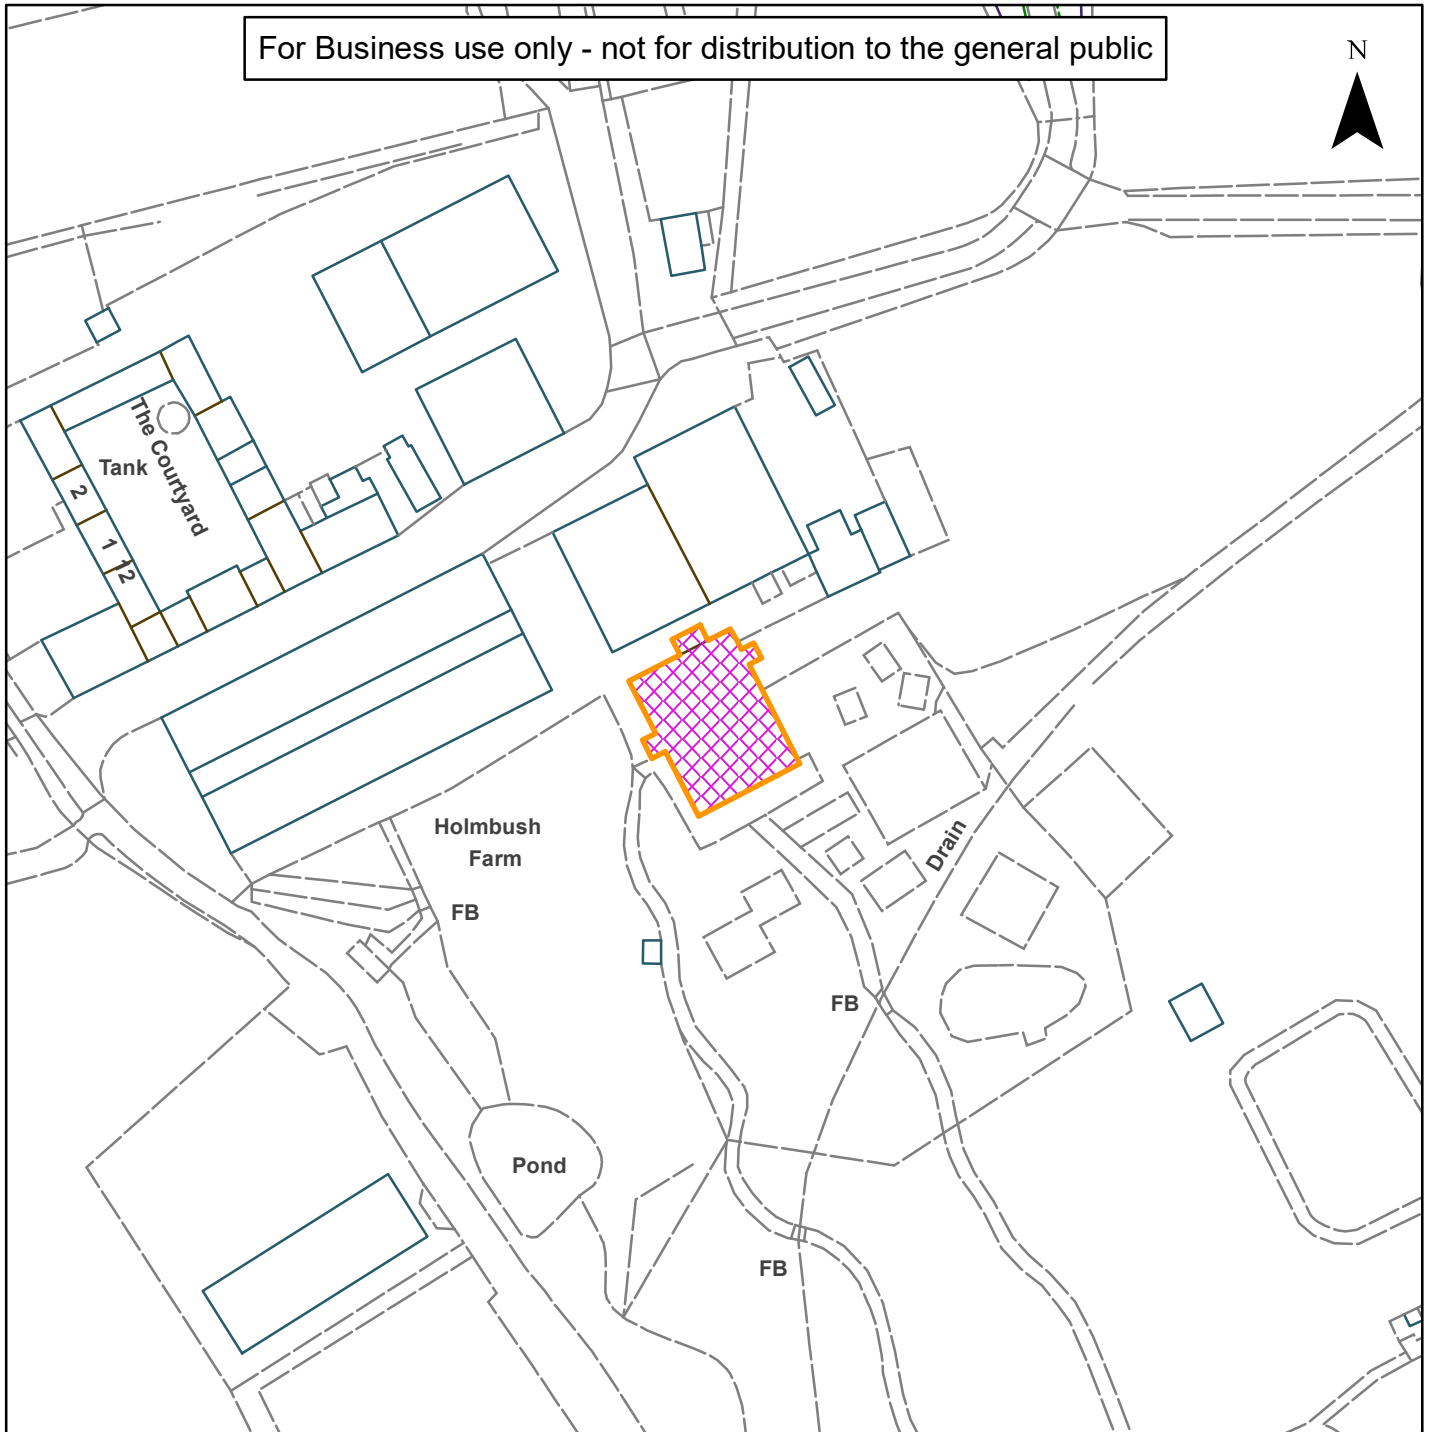 For Business use only - not for distribution to the general public
N
The Courtyard
Tank
2
1
12
Holmbush
Farm
Drain
FB
FB
Pond
FB